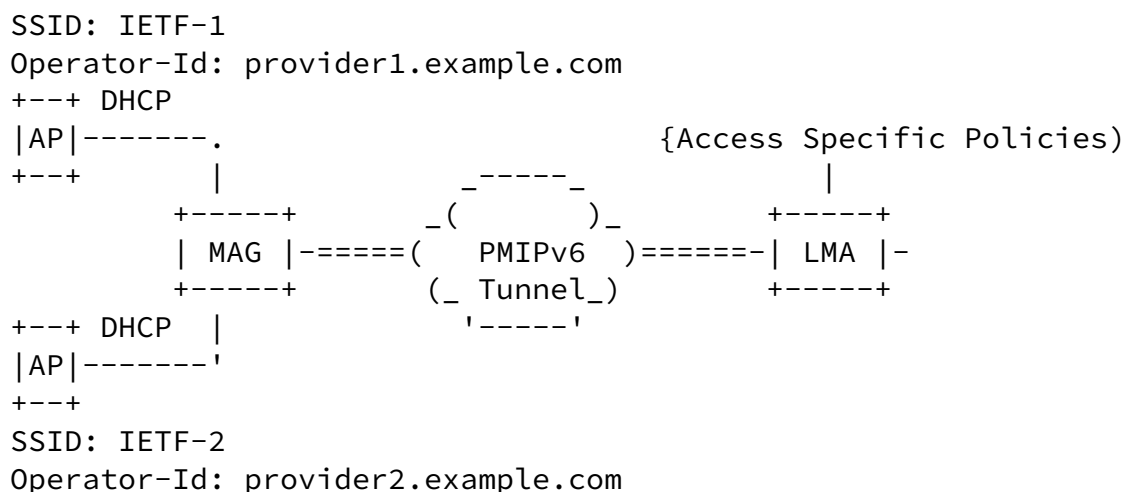 SSID: IETF-1
Operator-Id: provider1.example.com
+--+ DHCP
|AP|-------.                      {Access Specific Policies)
+--+       |            _-----_               |
         +-----+      _(       )_          +-----+
         | MAG |-=====(   PMIPv6  )======-| LMA |-
         +-----+       (_ Tunnel_)         +-----+
+--+ DHCP  |            '-----'
|AP|-------'
+--+
SSID: IETF-2
Operator-Id: provider2.example.com